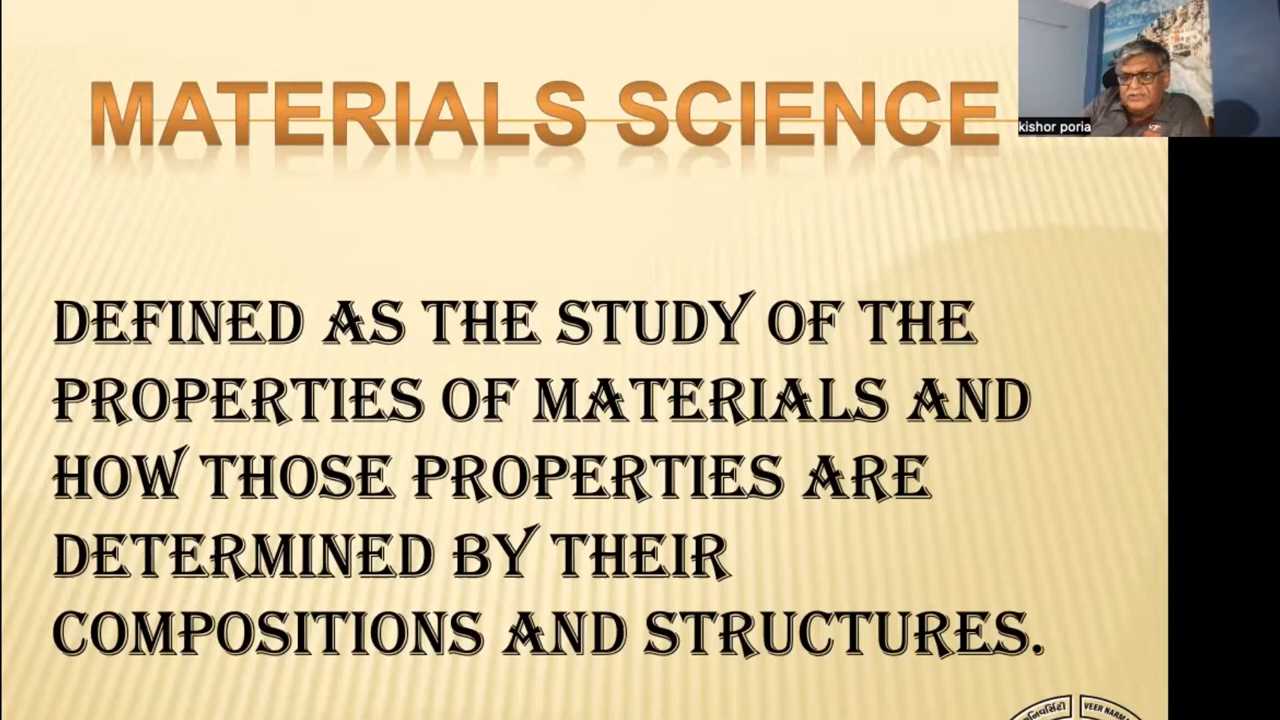 MATERIALS SCIENCE
kishor poria
DEFINED AS THE STUDY OF THE
PROPERTIES OF MATERIALS AND
HOW THOSE PROPERTIES ARE
DETERMINED BY THEIR
COMPOSITIONS AND STRUCTURES.
VEER